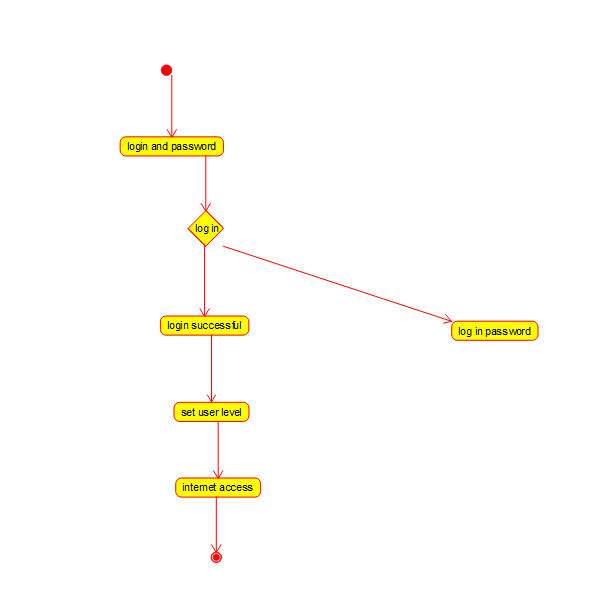 login and password
log in
login successful
log in password
set user level
internet access